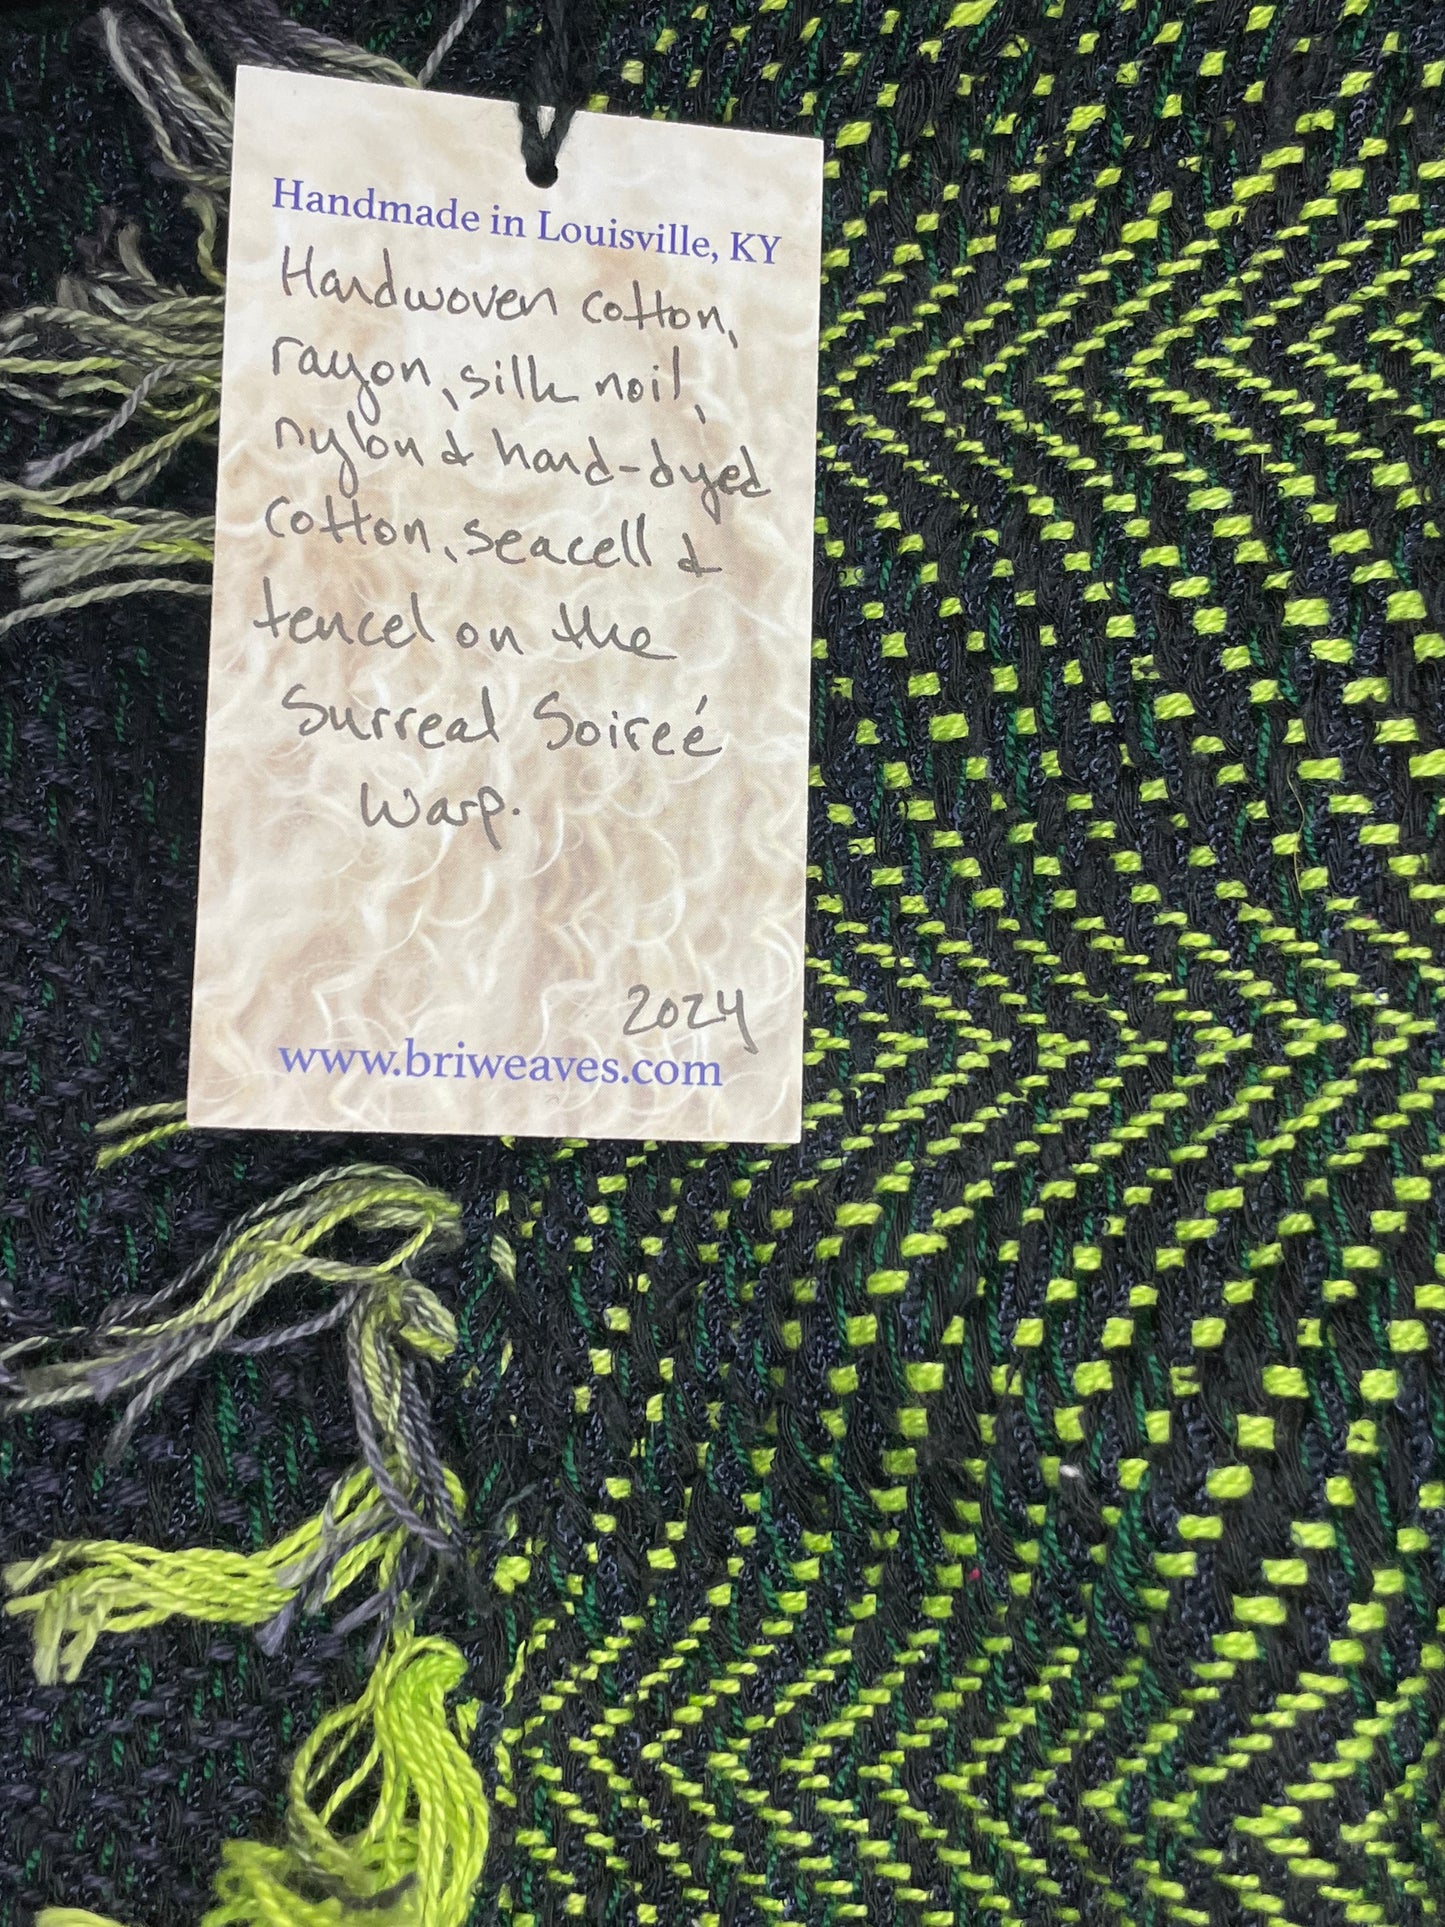 Handmade in Louisville, KY
Handwoven cotton,
rayon, silk noil,
nylon & hand-dyed
cotton, seacell &
tencel on the
Surreal Soireé
Warp.
2024
www.briweaves.com